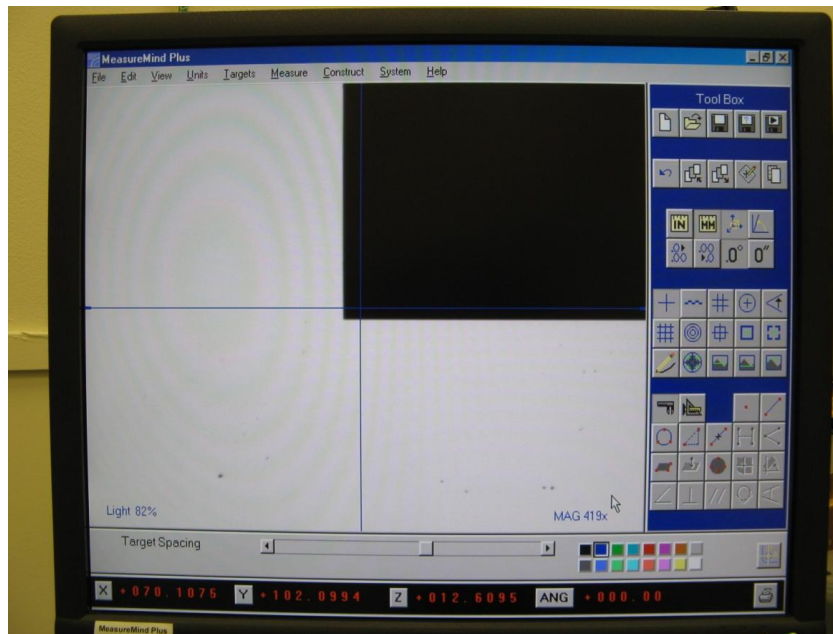 MeasureMind Plus
File Edit View Units Targets Measure Construct System Help
Tool Box
IN MM
.0° 0"
Light 82%
MAG 419x
Target Spacing
X +070.1075 Y +102.0994 Z +012.6095 ANG +000.00
MeasureMind Plus